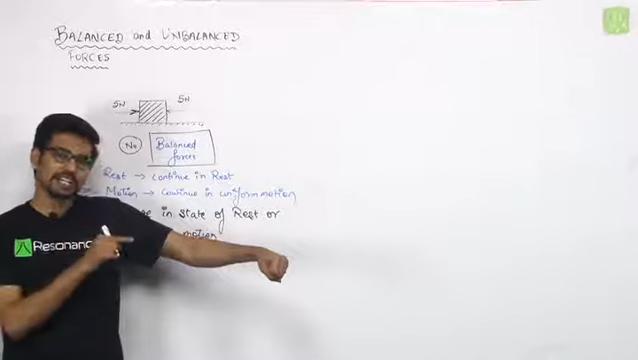 BALANCED and UNBALANCED
FORCES
5N
5N
No
Balanced
forces
Rest → continue in Rest
Motion → continue in uniform motion
in state of Rest or
motion
Resonance